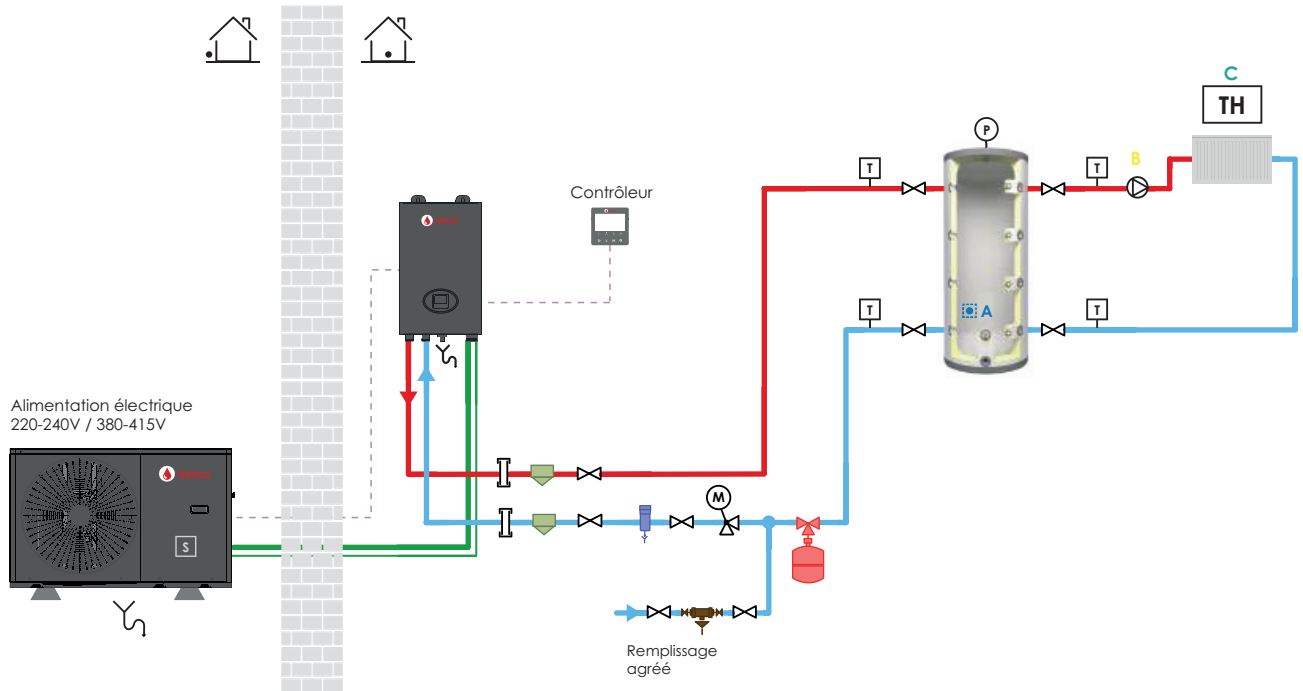 C
TH
P
T
T
B
Contrôleur
A
T
T
Alimentation électrique
220-240V / 380-415V
M
S
Remplissage
agréé